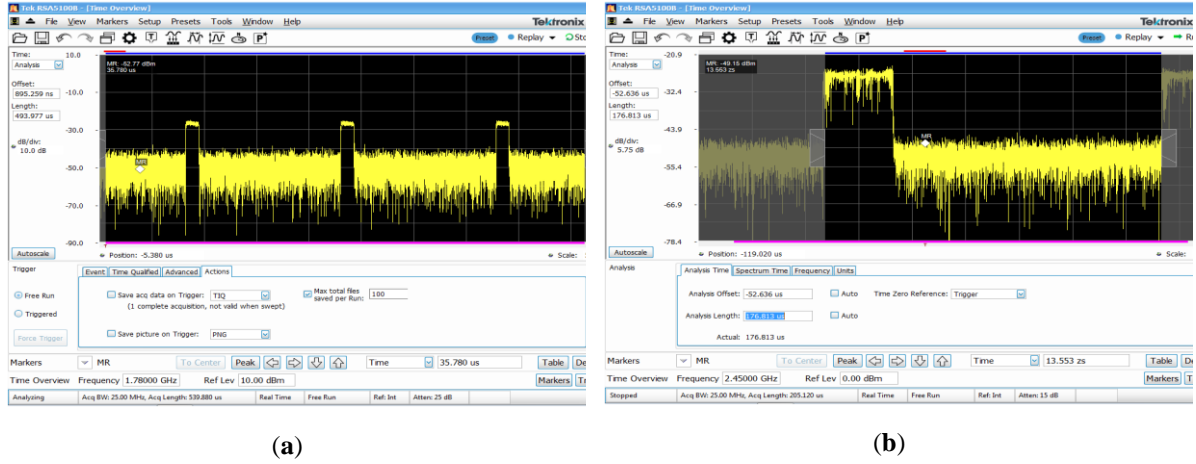 Tek RSA5100B - [Time Overview]
File View Markers Setup Presets Tools Window Help Tektronix
Preset Replay
Time:
Analysis
Offset:
895.259 ns
Length:
493.977 us
dB/div:
10.0 dB
Autoscale
10.0
-10.0
-30.0
-50.0
-70.0
-90.0
MR: -52.77 dBm
35.780 us
MR
Position: -5.380 us Scale:
Trigger
Free Run
Triggered
Force Trigger
Event Time Qualified Advanced Actions
Save acq data on Trigger: TIQ
(1 complete acquisition, not valid when swept)
Max total files
saved per Run: 100
Save picture on Trigger: PNG
Markers MR To Center Peak Time 35.780 us Table
Time Overview Frequency 1.78000 GHz Ref Lev 10.00 dBm Markers
Analyzing Acq BW: 25.00 MHz, Acq Length: 539.880 us Real Time Free Run Ref: Int Atten: 25 dB
(a)
Tek RSA5100B - [Time Overview]
File View Markers Setup Presets Tools Window Help Tektronix
Preset Replay
Time:
Analysis
Offset:
-52.636 us
Length:
176.813 us
dB/div:
5.75 dB
Autoscale
-20.9
-32.4
-43.9
-55.4
-66.9
-78.4
MR: -49.15 dBm
13.553 zs
MR
Position: -119.020 us Scale:
Analysis
Analysis Time Spectrum Time Frequency Units
Analysis Offset: -52.636 us Auto Time Zero Reference: Trigger
Analysis Length: 176.813 us Auto
Actual: 176.813 us
Markers MR To Center Peak Time 13.553 zs Table
Time Overview Frequency 2.45000 GHz Ref Lev 0.00 dBm Markers
Stopped Acq BW: 25.00 MHz, Acq Length: 205.120 us Real Time Free Run Ref: Int Atten: 15 dB
(b)